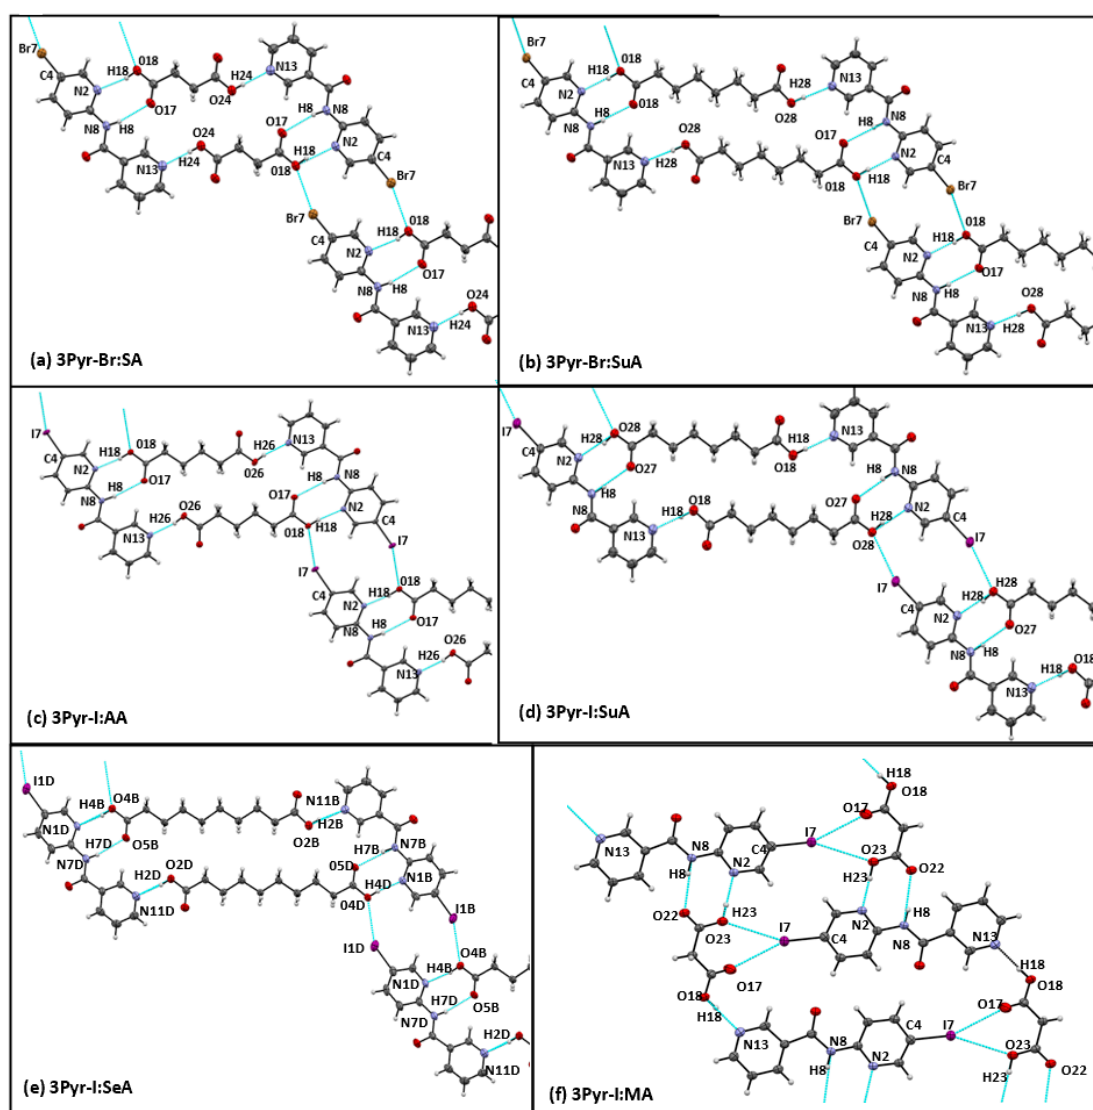 Br7
O18
C4
H18
N2
O17
N8
H8
H24
N13
O24
O17
H8
N8
O24
N2
H18
C4
N13
H24
O18
Br7
Br7
O18
C4
H18
N2
O17
N8
H8
O24
N13
H24
(a) 3Pyr-Br:SA
Br7
O18
C4
H18
N2
H8
O18
N8
H28
N13
O28
O17
H8
N8
O28
N2
C4
N13
H28
O18
H18
Br7
Br7
O18
C4
H18
N2
O17
N8
H8
O28
N13
H28
(b) 3Pyr-Br:SuA
I7
O18
C4
H18
N2
H8
O17
N8
H26
N13
O26
O17
H8
N8
O26
H26
N2
N13
O18
H18
C4
I7
I7
O18
C4
H18
N2
O17
N8
H8
O26
H26
N13
(c) 3Pyr-I:AA
I7
O28
C4
H28
N2
O27
H8
N8
H18
N13
O18
H8
N8
O27
O18
H18
N2
N13
H28
C4
O28
I7
I7
H28
C4
H28
N2
O27
N8
H8
O18
H18
N13
(d) 3Pyr-I:SuA
I1D
H4B
O4B
N1D
H7D
O5B
N7D
N11B
H2B
O2B
H7B
N7B
O2D
O5D
H2D
H4D
N1B
N11D
O4D
I1B
I1D
O4B
H4B
N1D
H7D
O5B
N7D
H2D
N11D
(e) 3Pyr-I:SeA
H18
O18
O17
I7
N13
N8
C4
N2
O23
H8
H23
O22
O22
H23
O23
N2
H8
I7
C4
N8
N13
O17
H18
O18
O18
H18
O17
C4
I7
N13
N8
O23
H8
N2
H23
O22
(f) 3Pyr-I:MA